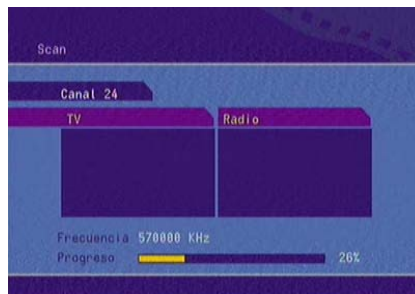 Scan
Canal 24
TV
Radio
Frecuencia 570000 KHz
Progreso 26%